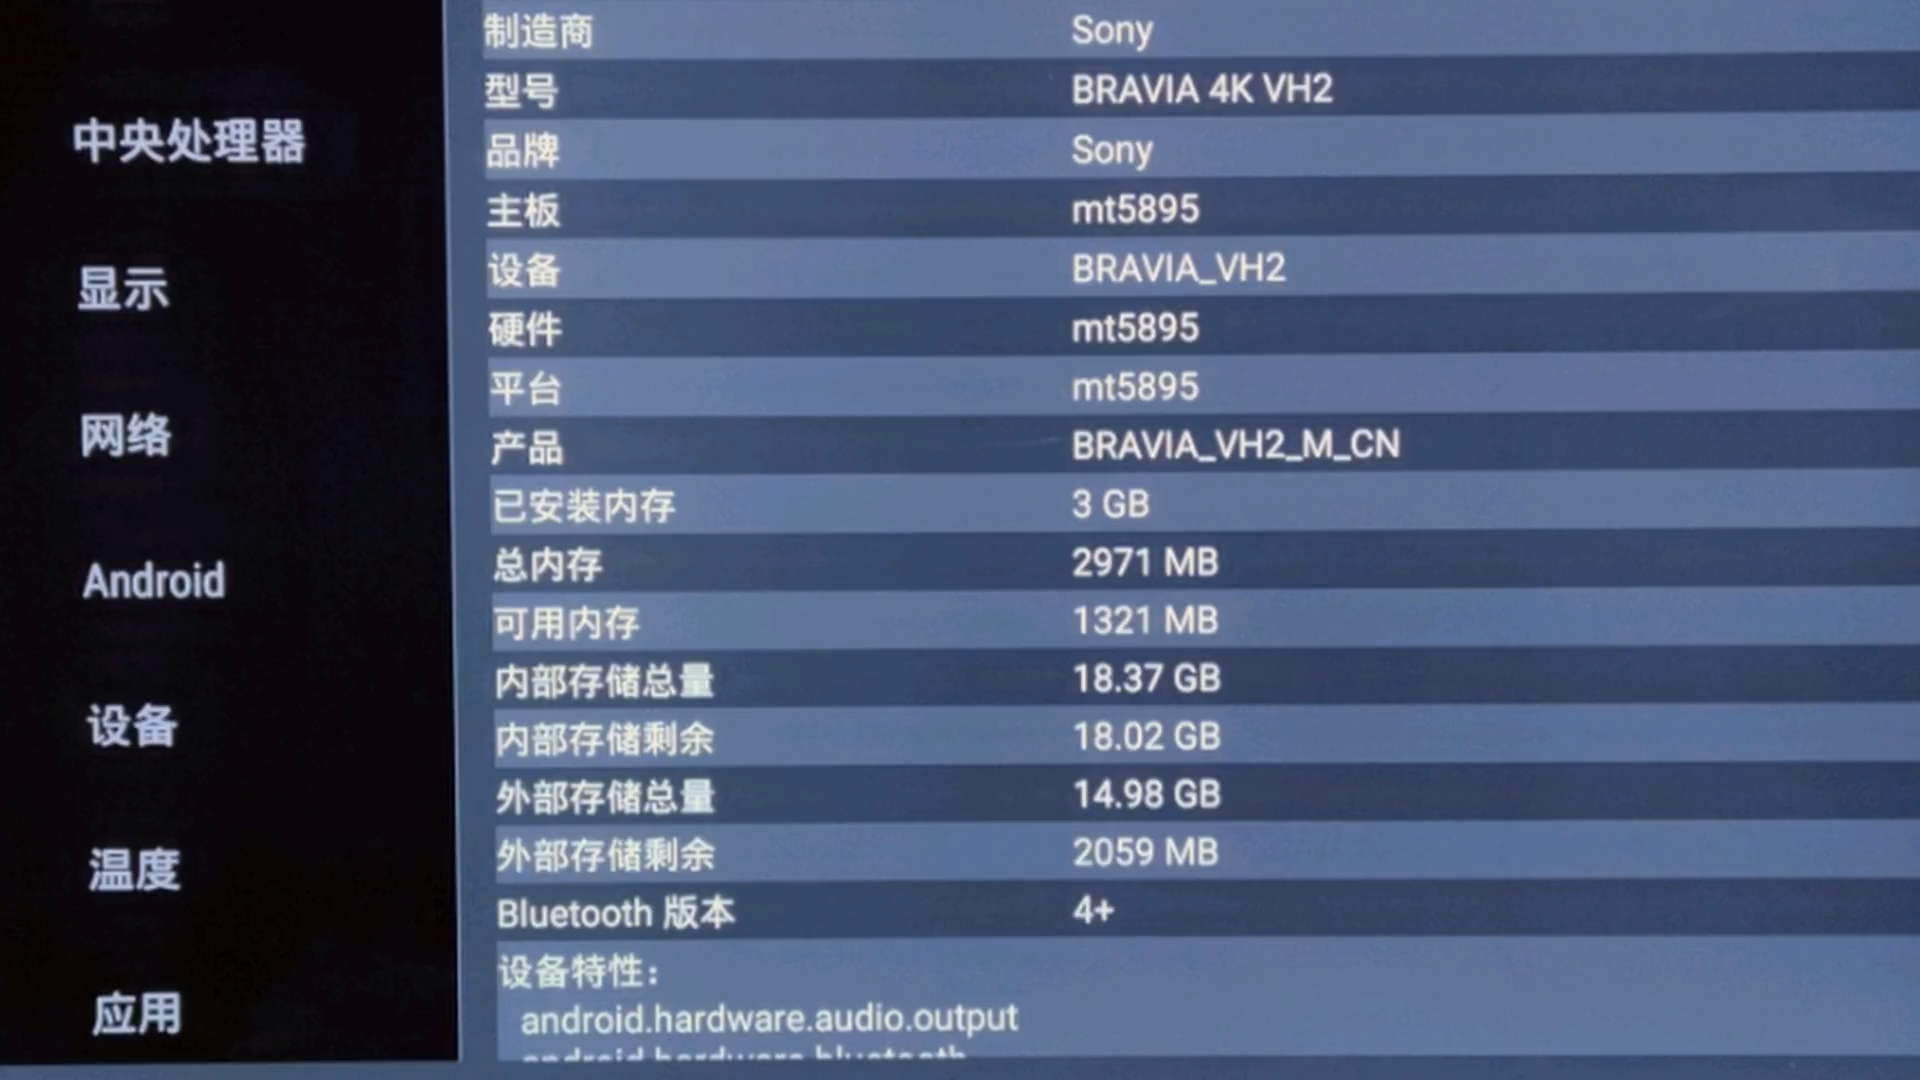 中央处理器
显示
网络
Android
设备
温度
应用
制造商 Sony
型号 BRAVIA 4K VH2
品牌 Sony
主板 mt5895
设备 BRAVIA_VH2
硬件 mt5895
平台 mt5895
产品 BRAVIA_VH2_M_CN
已安装内存 3 GB
总内存 2971 MB
可用内存 1321 MB
内部存储总量 18.37 GB
内部存储剩余 18.02 GB
外部存储总量 14.98 GB
外部存储剩余 2059 MB
Bluetooth 版本 4+
设备特性：
android.hardware.audio.output
android.hardware.bluetooth